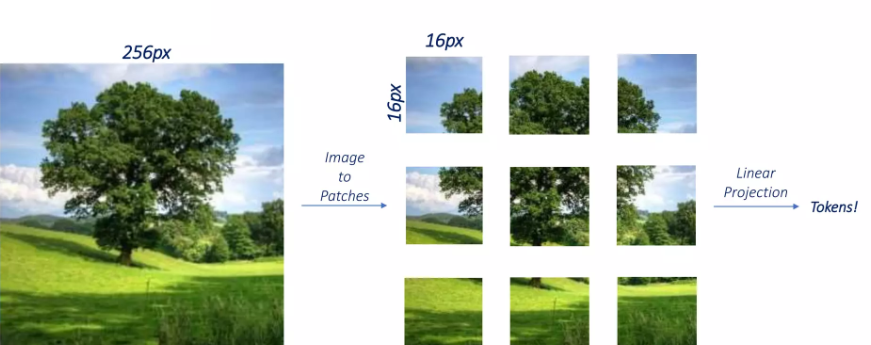 256px
16px
16px
Image
to
Patches
Linear
Projection
Tokens!